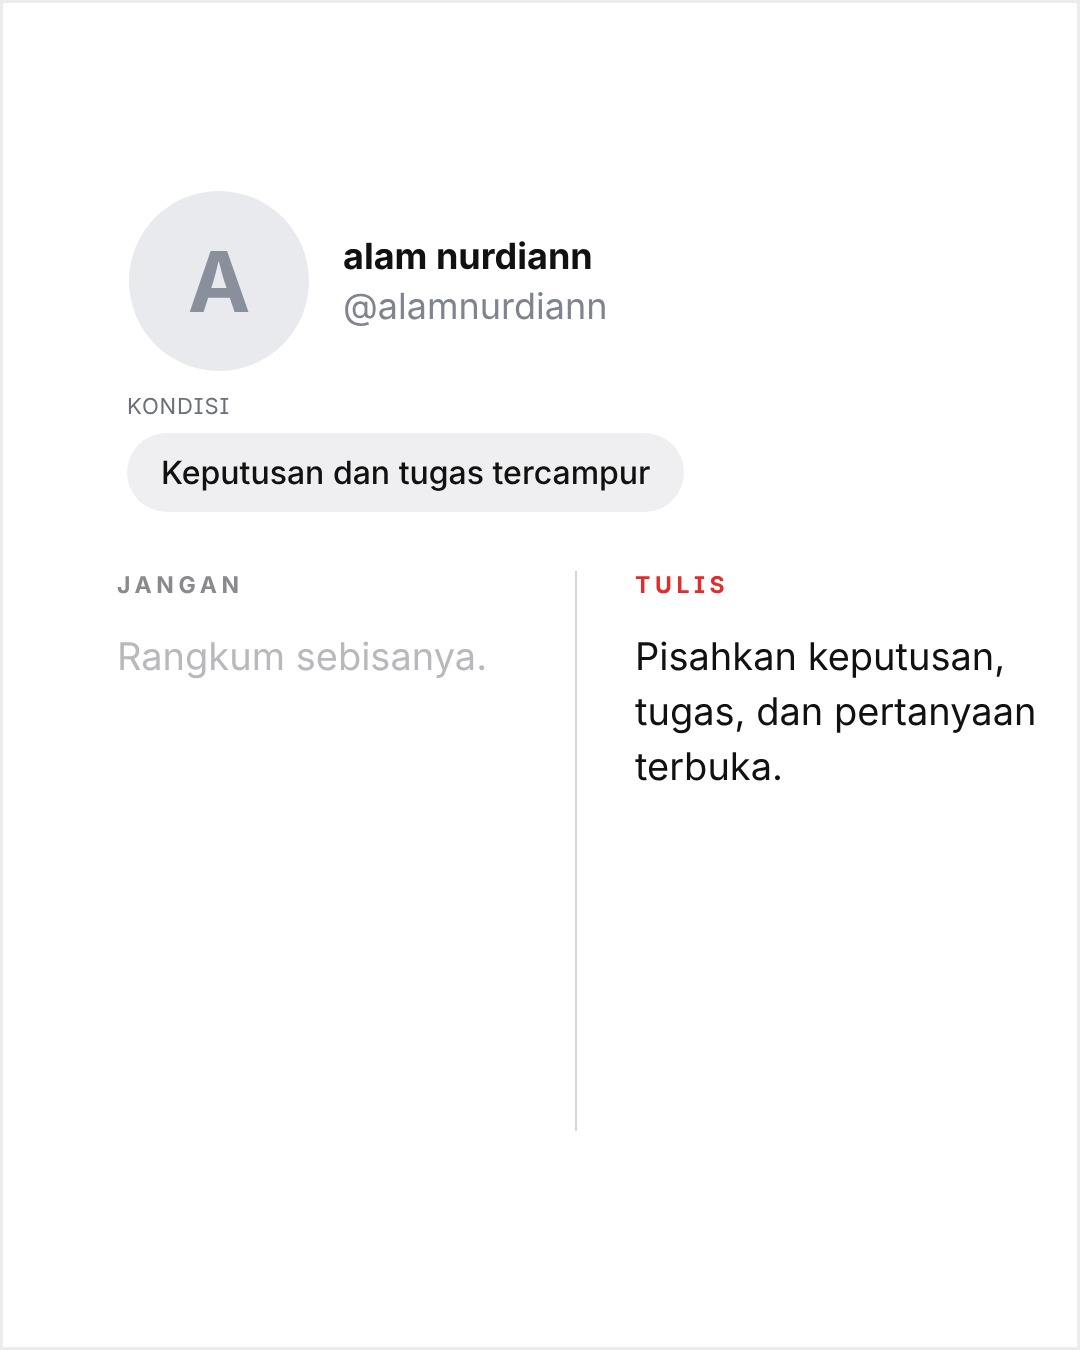 A
alam nurdiann
@alamnurdiann
KONDISI
Keputusan dan tugas tercampur
JANGAN
Rangkum sebisanya.
TULIS
Pisahkan keputusan,
tugas, dan pertanyaan
terbuka.